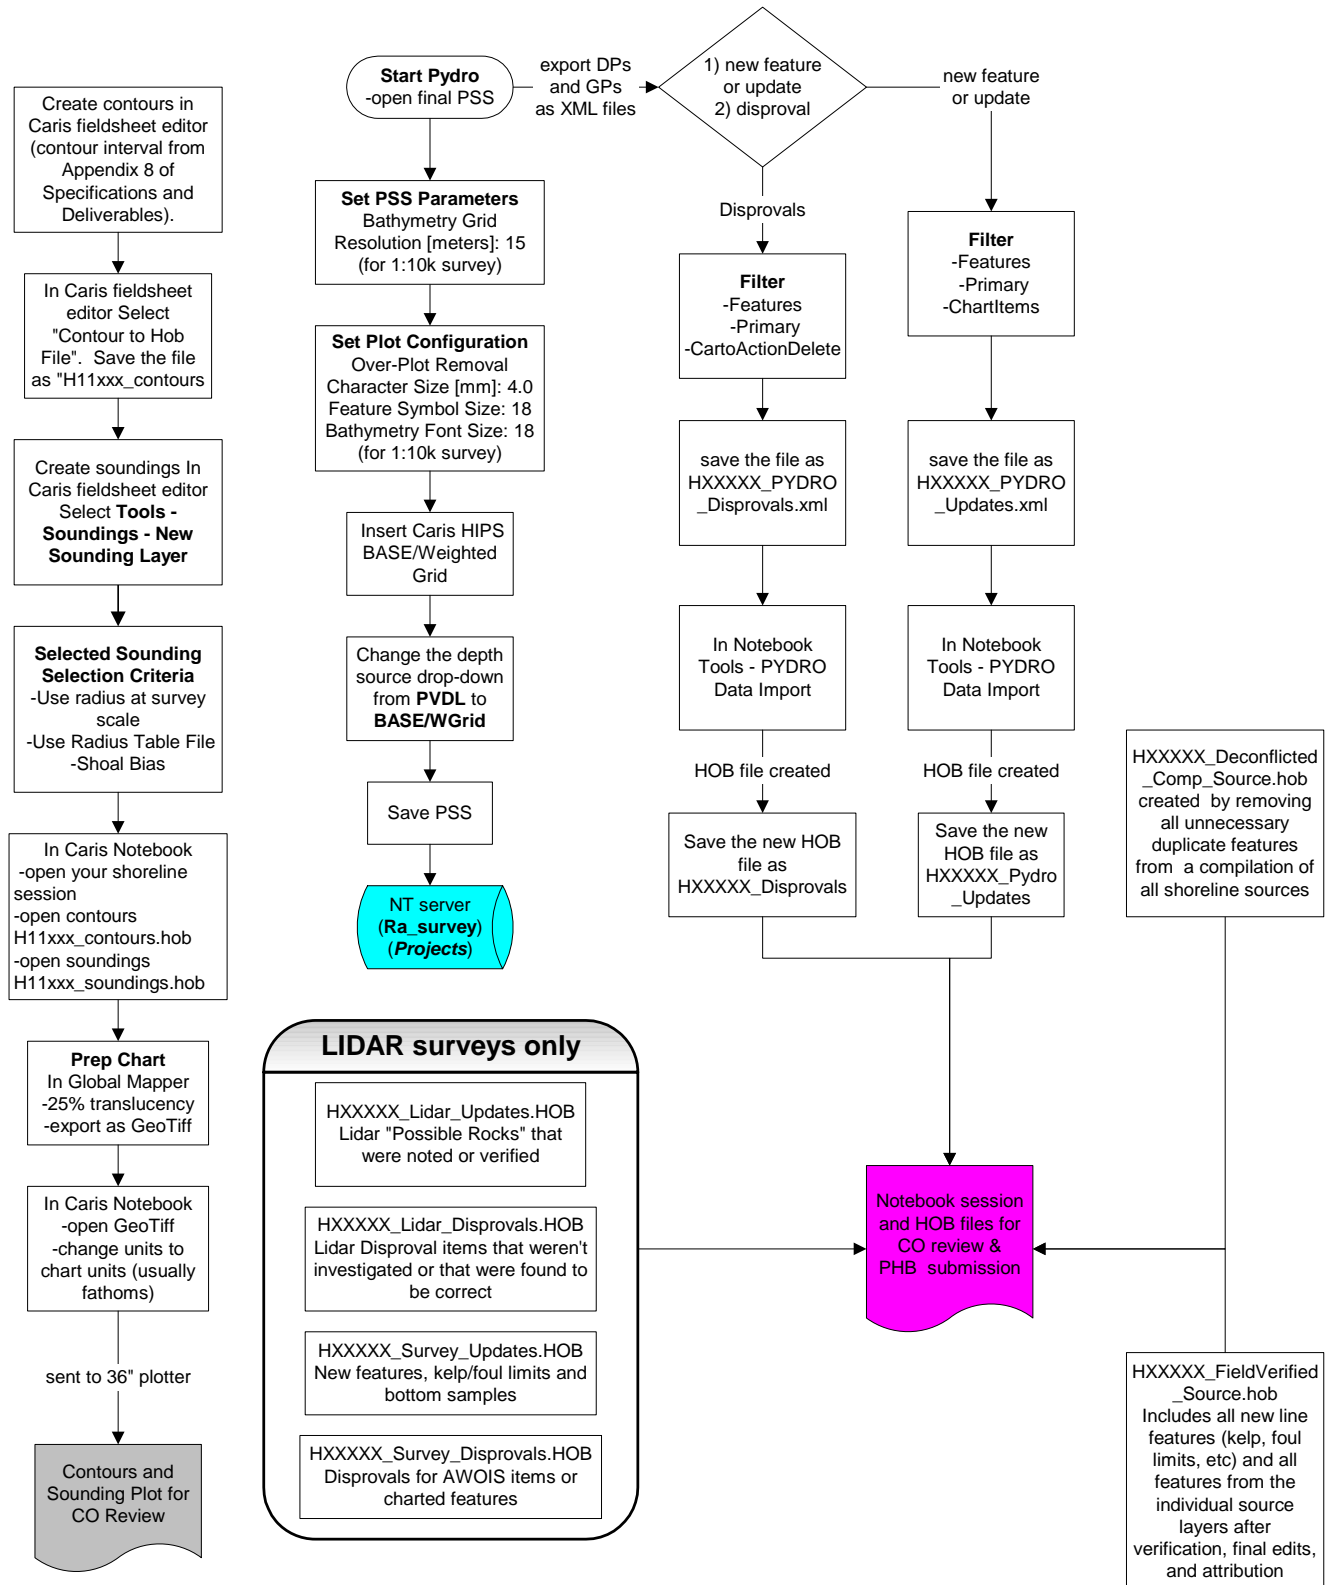 Create contours in
Caris fieldsheet editor
(contour interval from
Appendix 8 of
Specifications and
Deliverables).
In Caris fieldsheet
editor Select
"Contour to Hob
File".  Save the file
as "H11xxx_contours
Create soundings In
Caris fieldsheet editor
Select Tools -
Soundings - New
Sounding Layer
Selected Sounding
Selection Criteria
-Use radius at survey
scale
-Use Radius Table File
-Shoal Bias
In Caris Notebook
-open your shoreline
session
-open contours
H11xxx_contours.hob
-open soundings
H11xxx_soundings.hob
Prep Chart
In Global Mapper
-25% translucency
-export as GeoTiff
In Caris Notebook
-open GeoTiff
-change units to
chart units (usually
fathoms)
sent to 36" plotter
Contours and
Sounding Plot for
CO Review
Start Pydro
-open final PSS
export DPs
and GPs
as XML files
1) new feature
or update
2) disproval
new feature
or update
Set PSS Parameters
Bathymetry Grid
Resolution [meters]: 15
(for 1:10k survey)
Set Plot Configuration
Over-Plot Removal
Character Size [mm]: 4.0
Feature Symbol Size: 18
Bathymetry Font Size: 18
(for 1:10k survey)
Insert Caris HIPS
BASE/Weighted
Grid
Change the depth
source drop-down
from PVDL to
BASE/WGrid
Save PSS
NT server
(Ra_survey)
(Projects)
Disprovals
Filter
-Features
-Primary
-CartoActionDelete
save the file as
HXXXXX_PYDRO
_Disprovals.xml
In Notebook
Tools - PYDRO
Data Import
HOB file created
Save the new HOB
file as
HXXXXX_Disprovals
Filter
-Features
-Primary
-ChartItems
save the file as
HXXXXX_PYDRO
_Updates.xml
In Notebook
Tools - PYDRO
Data Import
HOB file created
Save the new
HOB file as
HXXXXX_Pydro
_Updates
HXXXXX_Deconflicted
_Comp_Source.hob
created  by removing
all unnecessary
duplicate features
from  a compilation of
all shoreline sources
LIDAR surveys only
HXXXXX_Lidar_Updates.HOB
Lidar "Possible Rocks" that
were noted or verified
HXXXXX_Lidar_Disprovals.HOB
Lidar Disproval items that weren't
investigated or that were found to
be correct
HXXXXX_Survey_Updates.HOB
New features, kelp/foul limits and
bottom samples
HXXXXX_Survey_Disprovals.HOB
Disprovals for AWOIS items or
charted features
Notebook session
and HOB files for
CO review &
PHB  submission
HXXXXX_FieldVerified
_Source.hob
Includes all new line
features (kelp, foul
limits, etc) and all
features from the
individual source
layers after
verification, final edits,
and attribution